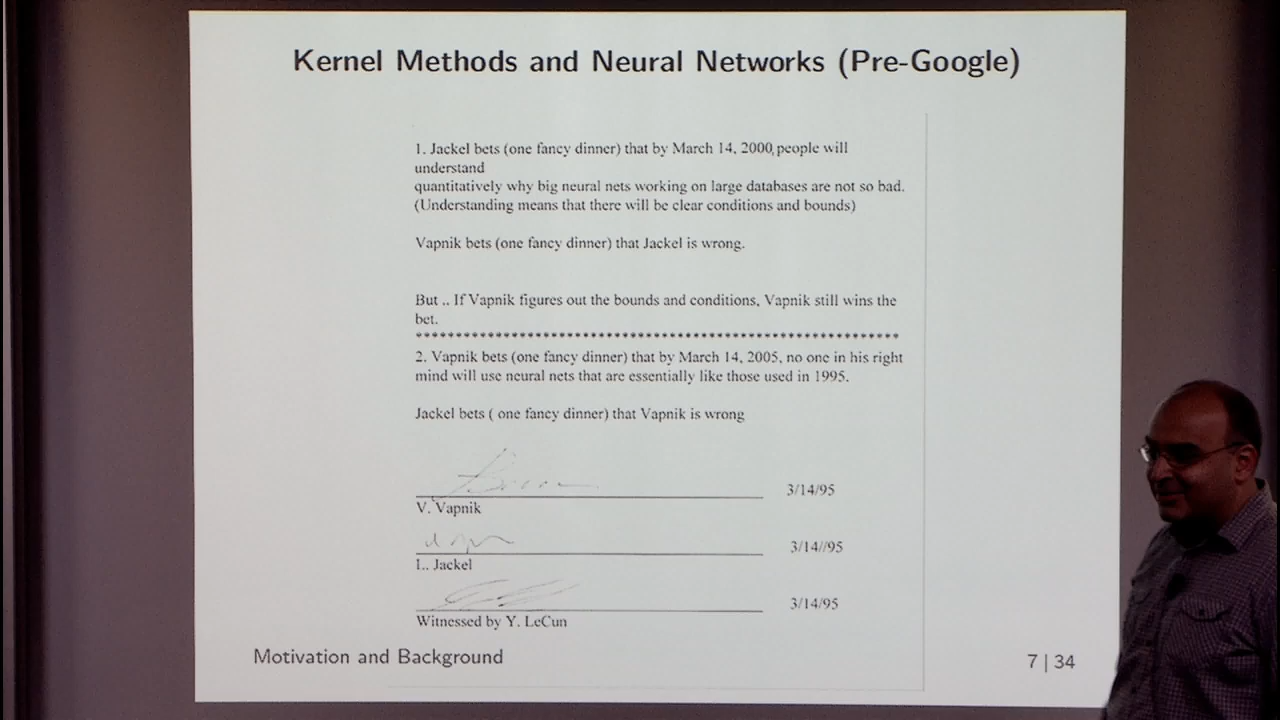 Kernel Methods and Neural Networks (Pre-Google)
1. Jackel bets (one fancy dinner) that by March 14, 2000, people will
understand
quantitatively why big neural nets working on large databases are not so bad.
(Understanding means that there will be clear conditions and bounds)
Vapnik bets (one fancy dinner) that Jackel is wrong.
But .. If Vapnik figures out the bounds and conditions, Vapnik still wins the
bet.
2. Vapnik bets (one fancy dinner) that by March 14, 2005, no one in his right
mind will use neural nets that are essentially like those used in 1995.
Jackel bets ( one fancy dinner) that Vapnik is wrong
3/14/95
V. Vapnik
3/14//95
L. Jackel
3/14/95
Witnessed by Y. LeCun
Motivation and Background
7 | 34